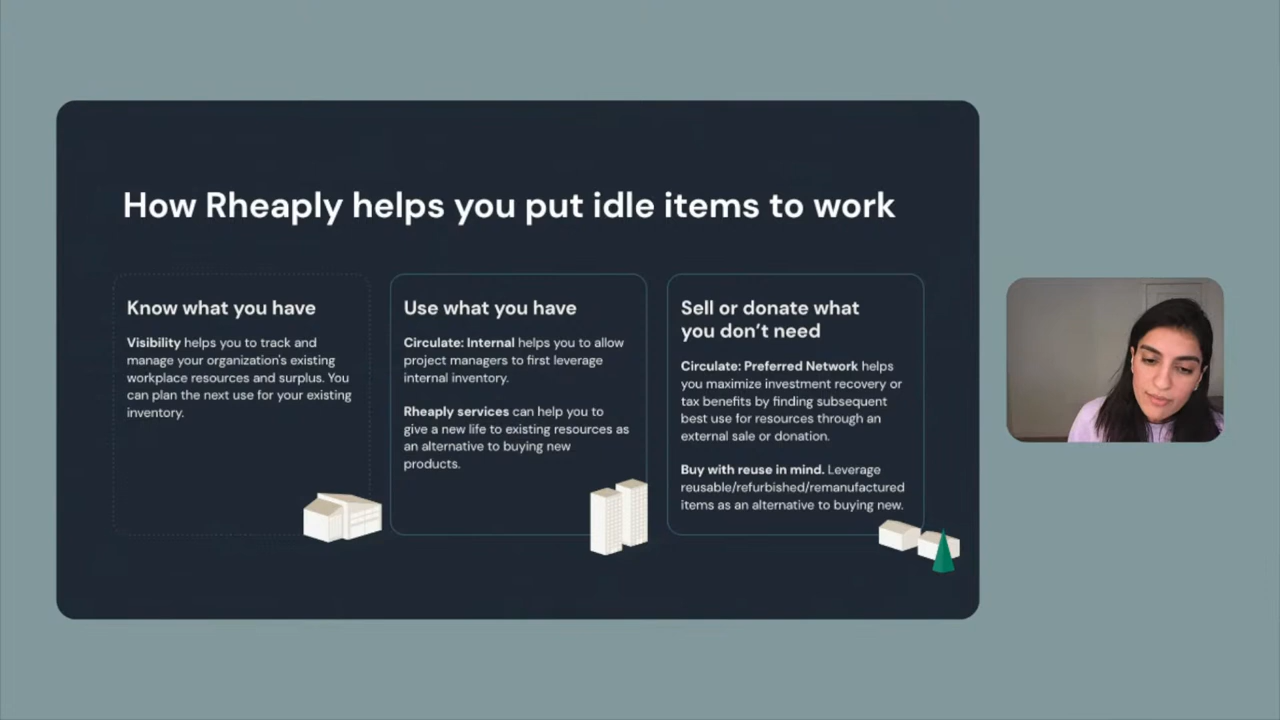 How Rheaply helps you put idle items to work
Know what you have
Visibility helps you to track and
manage your organization's existing
workplace resources and surplus. You
can plan the next use for your existing
inventory.
Use what you have
Circulate: Internal helps you to allow
project managers to first leverage
internal inventory.
Rheaply services can help you to
give a new life to existing resources as
an alternative to buying new
products.
Sell or donate what
you don’t need
Circulate: Preferred Network helps
you maximize investment recovery or
tax benefits by finding subsequent
best use for resources through an
external sale or donation.
Buy with reuse in mind. Leverage
reusable/refurbished/remanufactured
items as an alternative to buying new.